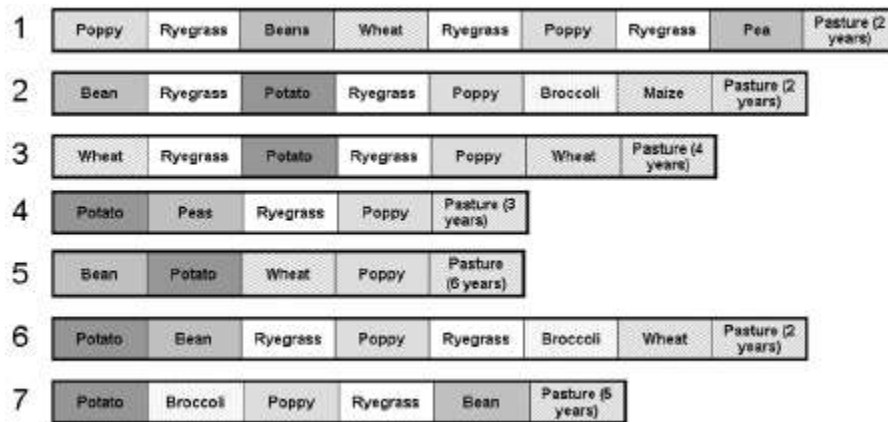 1 Poppy Ryegrass Beans Wheat Ryegrass Poppy Ryegrass Pea Pasture (2 years)
2 Bean Ryegrass Potato Ryegrass Poppy Broccoli Maize Pasture (2 years)
3 Wheat Ryegrass Potato Ryegrass Poppy Wheat Pasture (4 years)
4 Potato Peas Ryegrass Poppy Pasture (3 years)
5 Bean Potato Wheat Poppy Pasture (6 years)
6 Potato Bean Ryegrass Poppy Ryegrass Broccoli Wheat Pasture (2 years)
7 Potato Broccoli Poppy Ryegrass Bean Pasture (5 years)